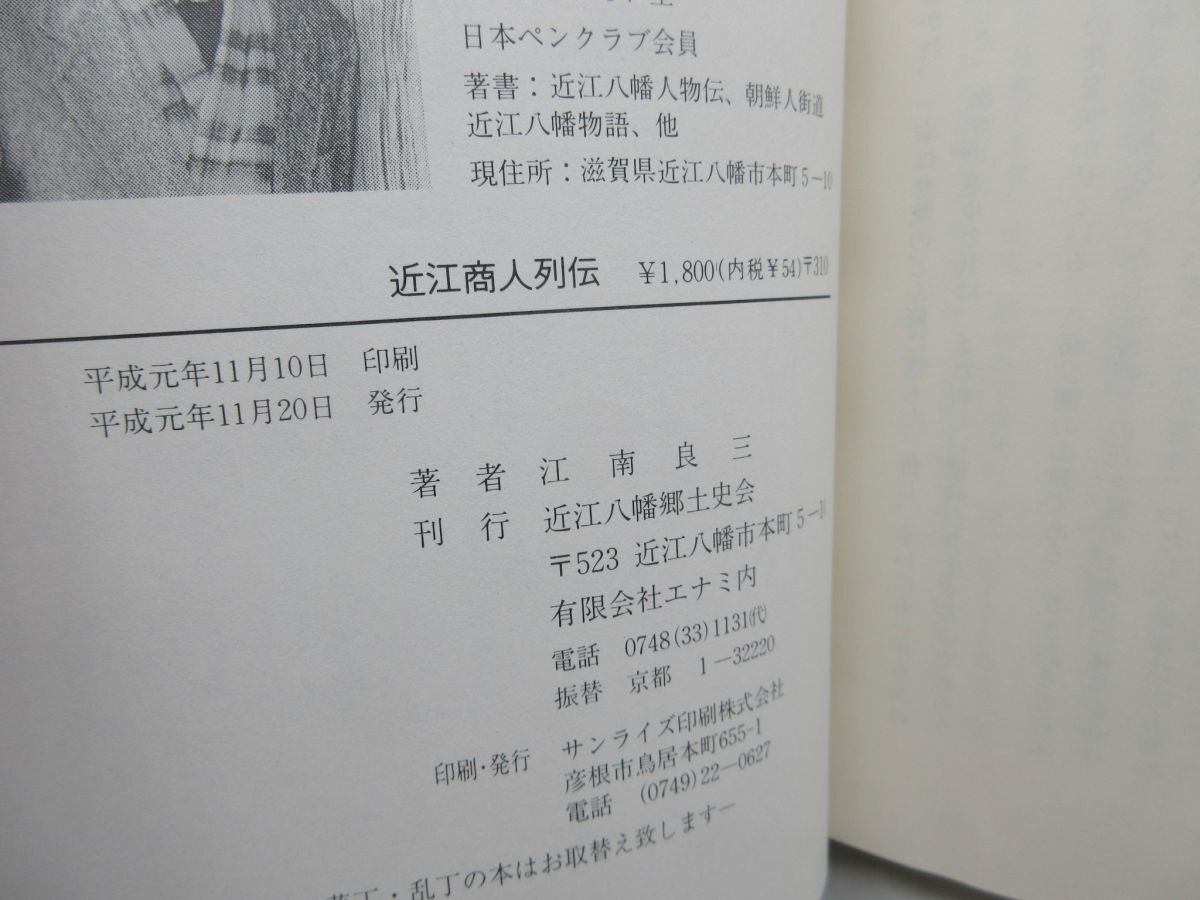 日本ペンクラブ会員
著書：近江八幡人物伝、朝鮮人街道
近江八幡物語、他
現住所：滋賀県近江八幡市本町5－10
近江商人列伝　￥1,800（内税￥54）〒310
平成元年11月10日　印刷
平成元年11月20日　発行
著　者　江　南　良　三
刊　行　近江八幡郷土史会
〒523 近江八幡市本町5－10
有限会社エナミ内
電話　0748（33）1131㈹
振替　京都　1－32220
印刷・発行　サンライズ印刷株式会社
彦根市鳥居本町655-1
電話　（0749）22－0627
落丁・乱丁の本はお取替え致します－